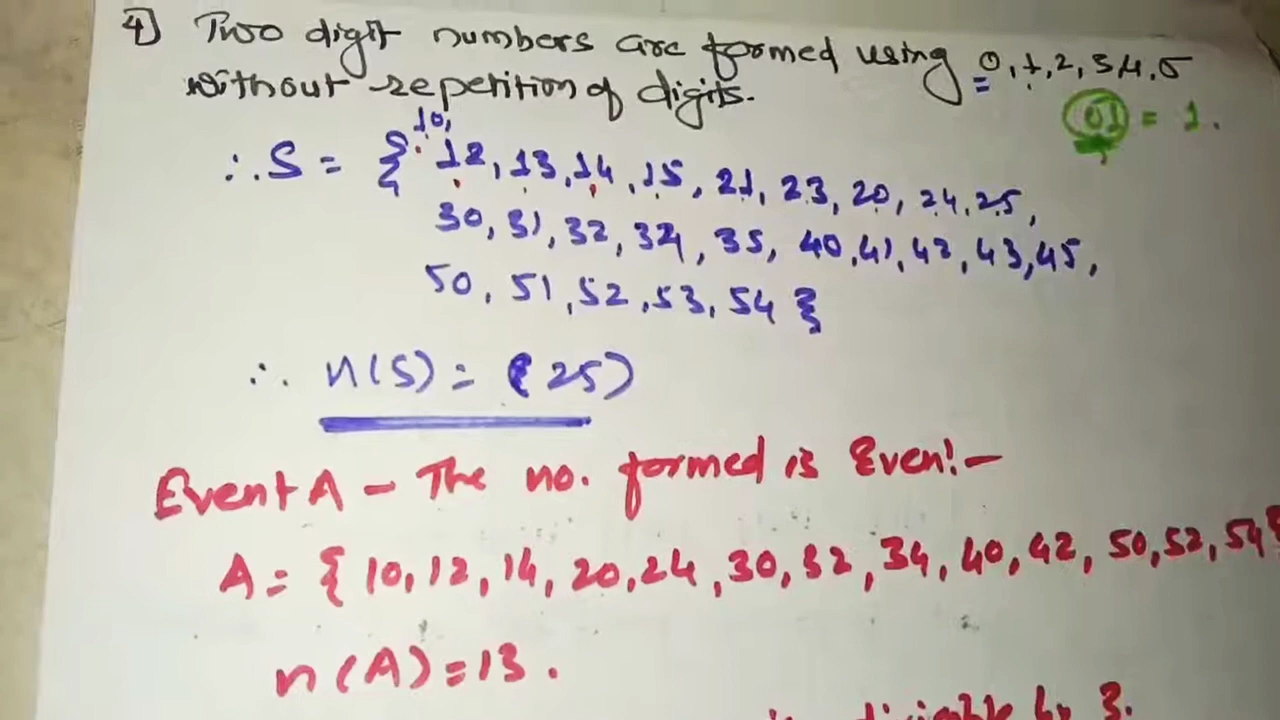 4] Two digit numbers are formed using 0,1,2,3,4,5
without repetition of digits.
01 = 1.
10,
∴ S = { 12, 13, 14, 15, 21, 23, 20, 24, 25,
30, 31, 32, 34, 35, 40, 41, 42, 43, 45,
50, 51, 52, 53, 54 }
∴ n(S) = (25)
Event A - The no. formed is Even:-
A = { 10, 12, 14, 20, 24, 30, 32, 34, 40, 42, 50, 52, 54}
n(A) = 13.
divisible by 3.